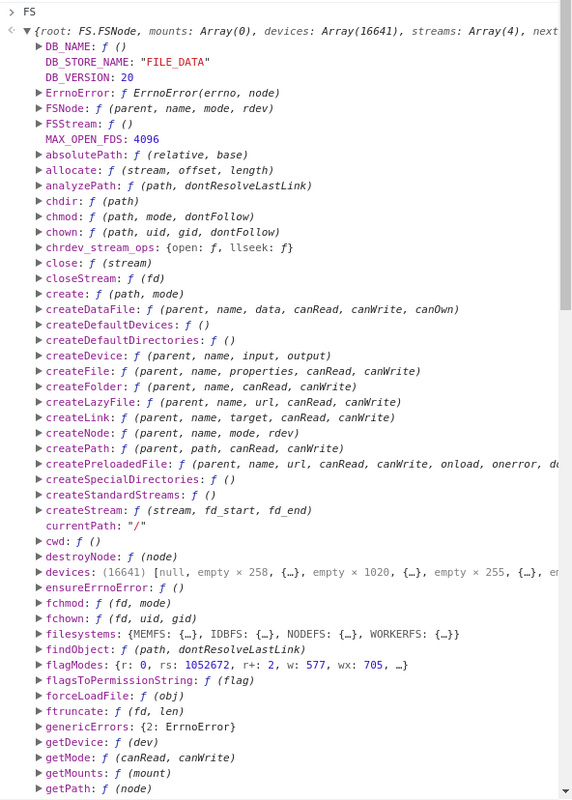 > FS
<· ▼{root: FS.FSNode, mounts: Array(0), devices: Array(16641), streams: Array(4), next
▶ DB_NAME: ƒ ()
DB_STORE_NAME: "FILE_DATA"
DB_VERSION: 20
▶ ErrnoError: ƒ ErrnoError(errno, node)
▶ FSNode: ƒ (parent, name, mode, rdev)
▶ FSStream: ƒ ()
MAX_OPEN_FDS: 4096
▶ absolutePath: ƒ (relative, base)
▶ allocate: ƒ (stream, offset, length)
▶ analyzePath: ƒ (path, dontResolveLastLink)
▶ chdir: ƒ (path)
▶ chmod: ƒ (path, mode, dontFollow)
▶ chown: ƒ (path, uid, gid, dontFollow)
▶ chrdev_stream_ops: {open: ƒ, llseek: ƒ}
▶ close: ƒ (stream)
▶ closeStream: ƒ (fd)
▶ create: ƒ (path, mode)
▶ createDataFile: ƒ (parent, name, data, canRead, canWrite, canOwn)
▶ createDefaultDevices: ƒ ()
▶ createDefaultDirectories: ƒ ()
▶ createDevice: ƒ (parent, name, input, output)
▶ createFile: ƒ (parent, name, properties, canRead, canWrite)
▶ createFolder: ƒ (parent, name, canRead, canWrite)
▶ createLazyFile: ƒ (parent, name, url, canRead, canWrite)
▶ createLink: ƒ (parent, name, target, canRead, canWrite)
▶ createNode: ƒ (parent, name, mode, rdev)
▶ createPath: ƒ (parent, path, canRead, canWrite)
▶ createPreloadedFile: ƒ (parent, name, url, canRead, canWrite, onload, onerror, do
▶ createSpecialDirectories: ƒ ()
▶ createStandardStreams: ƒ ()
▶ createStream: ƒ (stream, fd_start, fd_end)
currentPath: "/"
▶ cwd: ƒ ()
▶ destroyNode: ƒ (node)
▶ devices: (16641) [null, empty × 258, {…}, empty × 1020, {…}, empty × 255, {…}, em
▶ ensureErrnoError: ƒ ()
▶ fchmod: ƒ (fd, mode)
▶ fchown: ƒ (fd, uid, gid)
▶ filesystems: {MEMFS: {…}, IDBFS: {…}, NODEFS: {…}, WORKERFS: {…}}
▶ findObject: ƒ (path, dontResolveLastLink)
▶ flagModes: {r: 0, rs: 1052672, r+: 2, w: 577, wx: 705, …}
▶ flagsToPermissionString: ƒ (flag)
▶ forceLoadFile: ƒ (obj)
▶ ftruncate: ƒ (fd, len)
▶ genericErrors: {2: ErrnoError}
▶ getDevice: ƒ (dev)
▶ getMode: ƒ (canRead, canWrite)
▶ getMounts: ƒ (mount)
▶ getPath: ƒ (node)